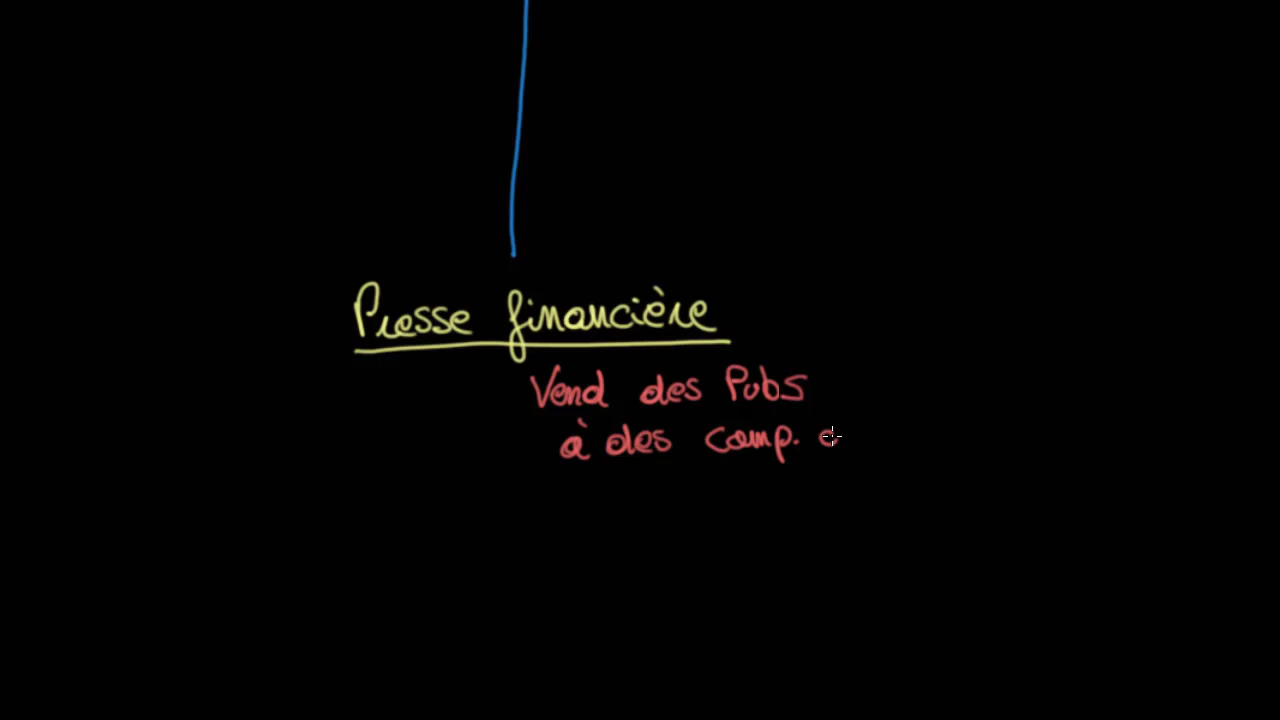 Presse financière
Vend des Pubs
à des comp.